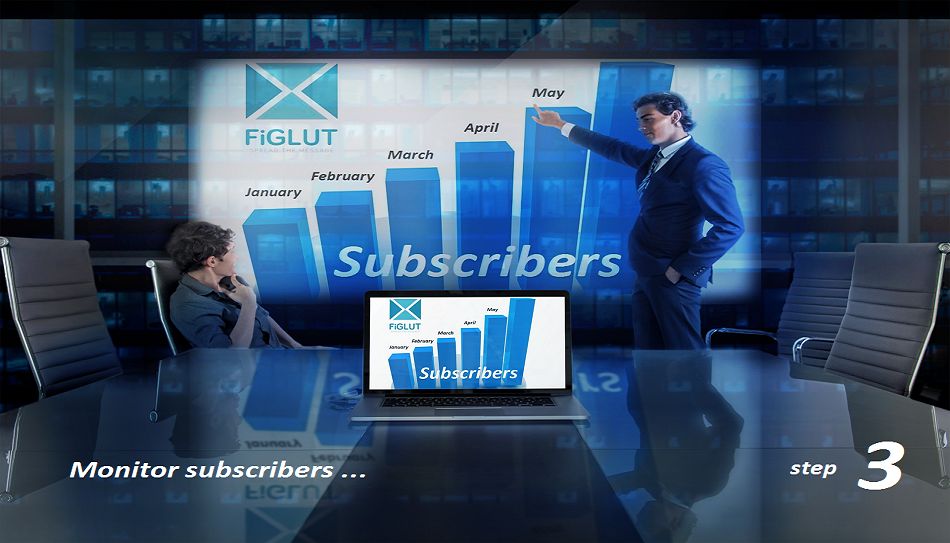 FiGLUT
SPREAD THE MESSAGE
January
February
March
April
May
Subscribers
FiGLUT
January
February
March
April
May
Subscribers
Monitor subscribers ...
step 3